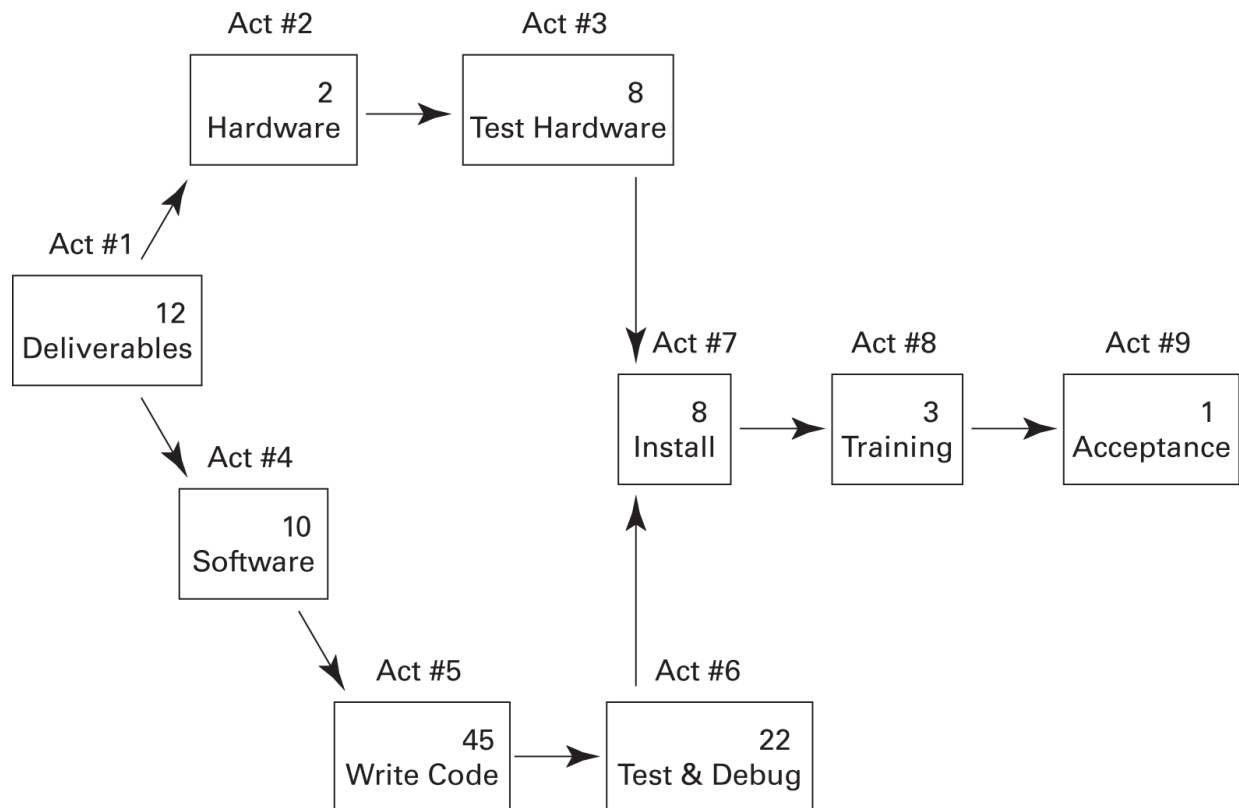 Act #2
2
Hardware
Act #3
8
Test Hardware
Act #1
12
Deliverables
Act #7
8
Install
Act #8
3
Training
Act #9
1
Acceptance
Act #4
10
Software
Act #5
45
Write Code
Act #6
22
Test & Debug